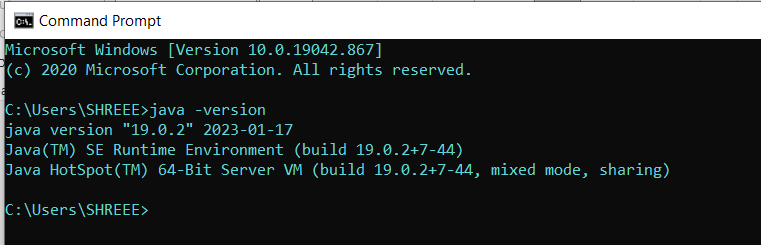 Command Prompt
Microsoft Windows [Version 10.0.19042.867]
(c) 2020 Microsoft Corporation. All rights reserved.
C:\Users\SHREEE>java -version
java version "19.0.2" 2023-01-17
Java(TM) SE Runtime Environment (build 19.0.2+7-44)
Java HotSpot(TM) 64-Bit Server VM (build 19.0.2+7-44, mixed mode, sharing)
C:\Users\SHREEE>